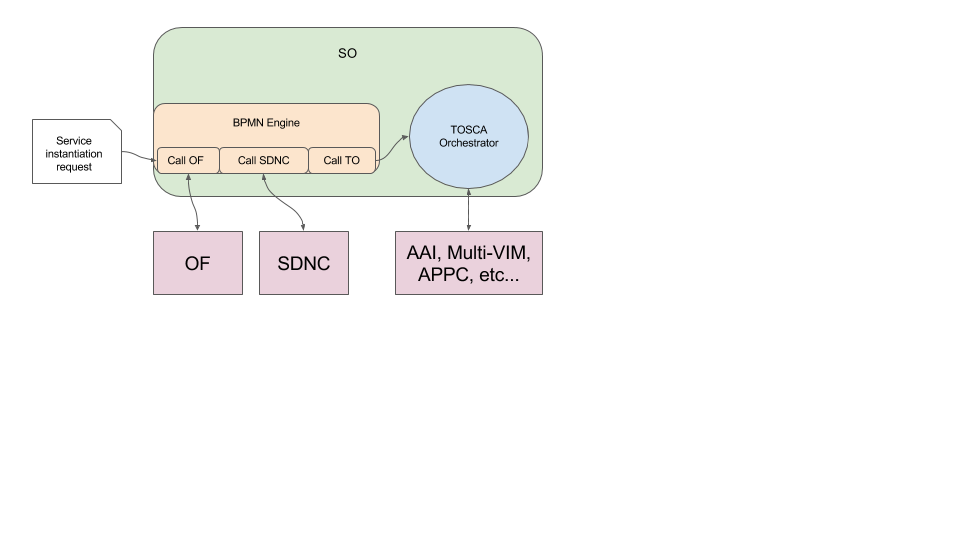 SO
BPMN Engine
TOSCA
Orchestrator
Service
instantiation
request
Call OF
Call SDNC
Call TO
OF
SDNC
AAI, Multi-VIM,
APPC, etc...